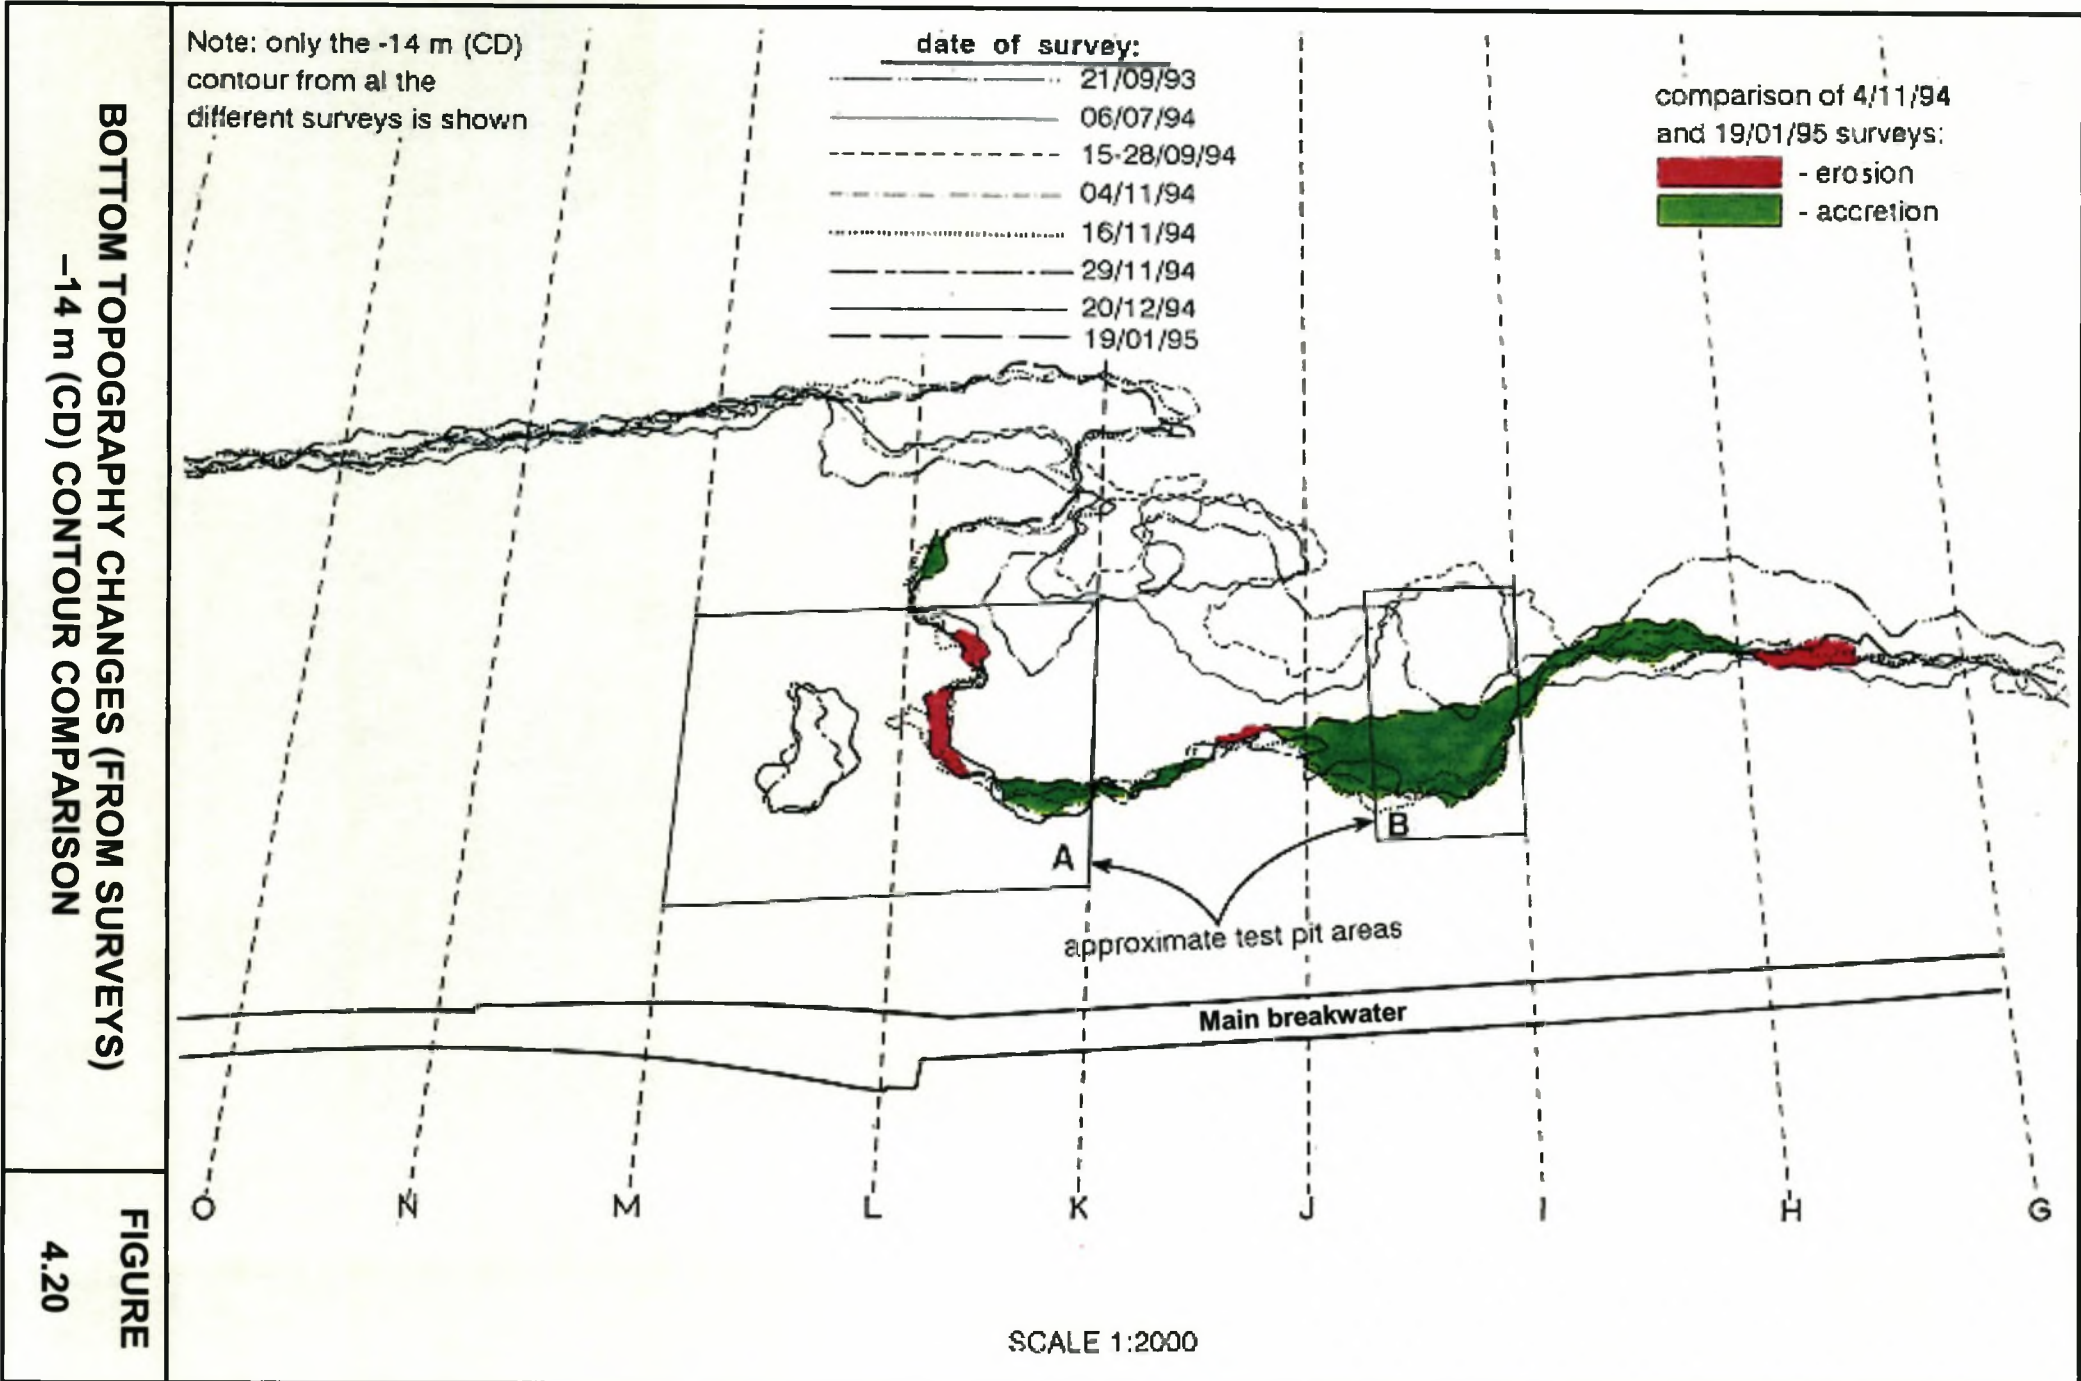 BOTTOM TOPOGRAPHY CHANGES (FROM SURVEYS)
–14 m (CD) CONTOUR COMPARISON
FIGURE
4.20
Note: only the -14 m (CD)
contour from al the
different surveys is shown
date of survey:
21/09/93
06/07/94
15-28/09/94
04/11/94
16/11/94
29/11/94
20/12/94
19/01/95
comparison of 4/11/94
and 19/01/95 surveys:
- erosion
- accretion
A
B
approximate test pit areas
Main breakwater
O N M L K J I H G
SCALE 1:2000